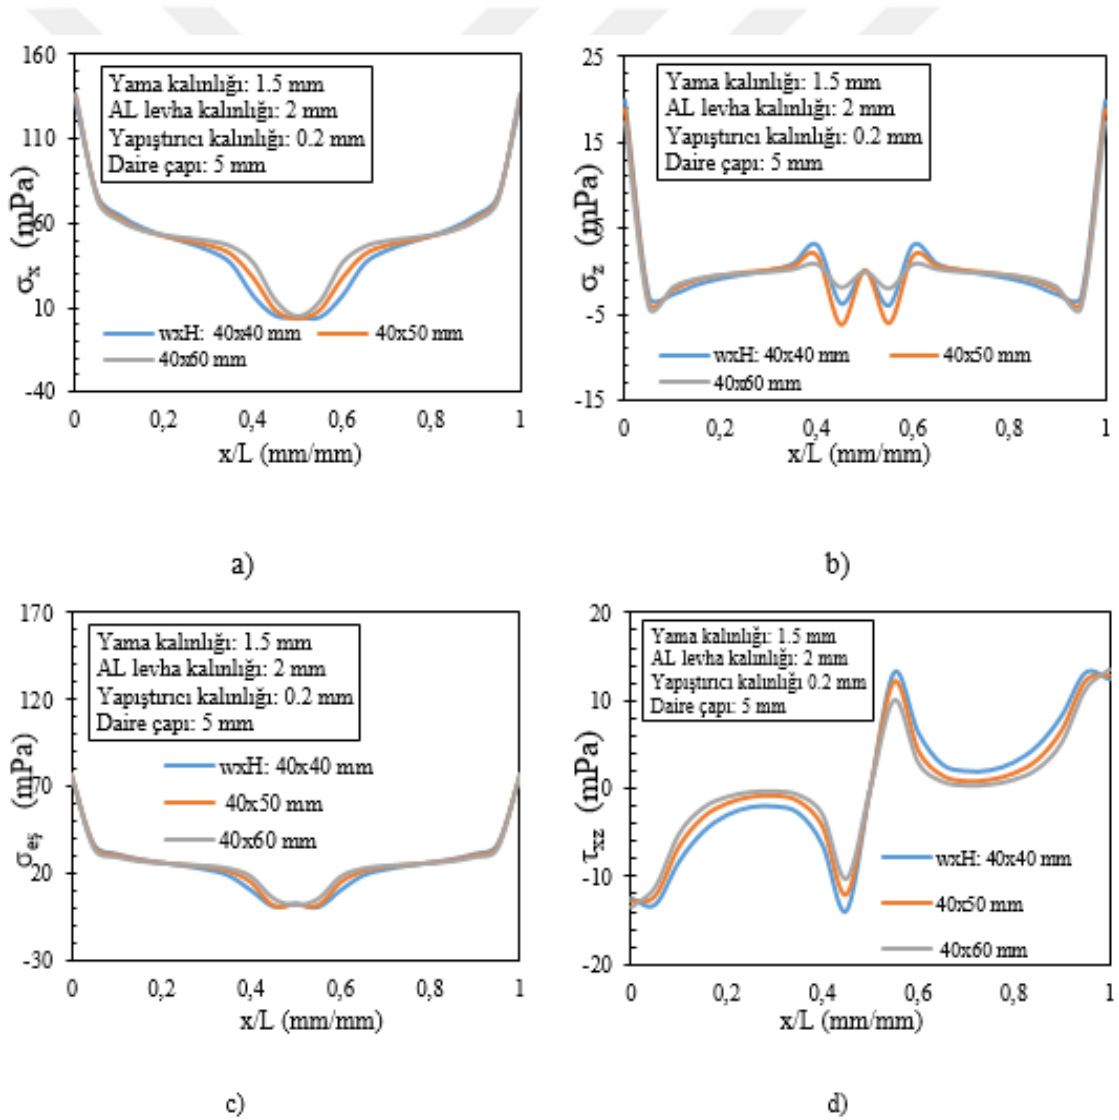 160
110
60
10
-40
σx (mPa)
Yama kalınlığı: 1.5 mm
AL levha kalınlığı: 2 mm
Yapıştırıcı kalınlığı: 0.2 mm
Daire çapı: 5 mm
wxH: 40x40 mm
40x50 mm
40x60 mm
0 0,2 0,4 0,6 0,8 1
x/L (mm/mm)
a)
25
15
5
-5
-15
σz (mPa)
Yama kalınlığı: 1.5 mm
AL levha kalınlığı: 2 mm
Yapıştırıcı kalınlığı: 0.2 mm
Daire çapı: 5 mm
wxH: 40x40 mm
40x50 mm
40x60 mm
0 0,2 0,4 0,6 0,8 1
x/L (mm/mm)
b)
170
120
70
20
-30
σeş (mPa)
Yama kalınlığı: 1.5 mm
AL levha kalınlığı: 2 mm
Yapıştırıcı kalınlığı: 0.2 mm
Daire çapı: 5 mm
wxH: 40x40 mm
40x50 mm
40x60 mm
0 0,2 0,4 0,6 0,8 1
x/L (mm/mm)
c)
20
10
0
-10
-20
τxz (mPa)
Yama kalınlığı: 1.5 mm
AL levha kalınlığı: 2 mm
Yapıştırıcı kalınlığı 0.2 mm
Daire çapı: 5 mm
wxH: 40x40 mm
40x50 mm
40x60 mm
0 0,2 0,4 0,6 0,8 1
x/L (mm/mm)
d)